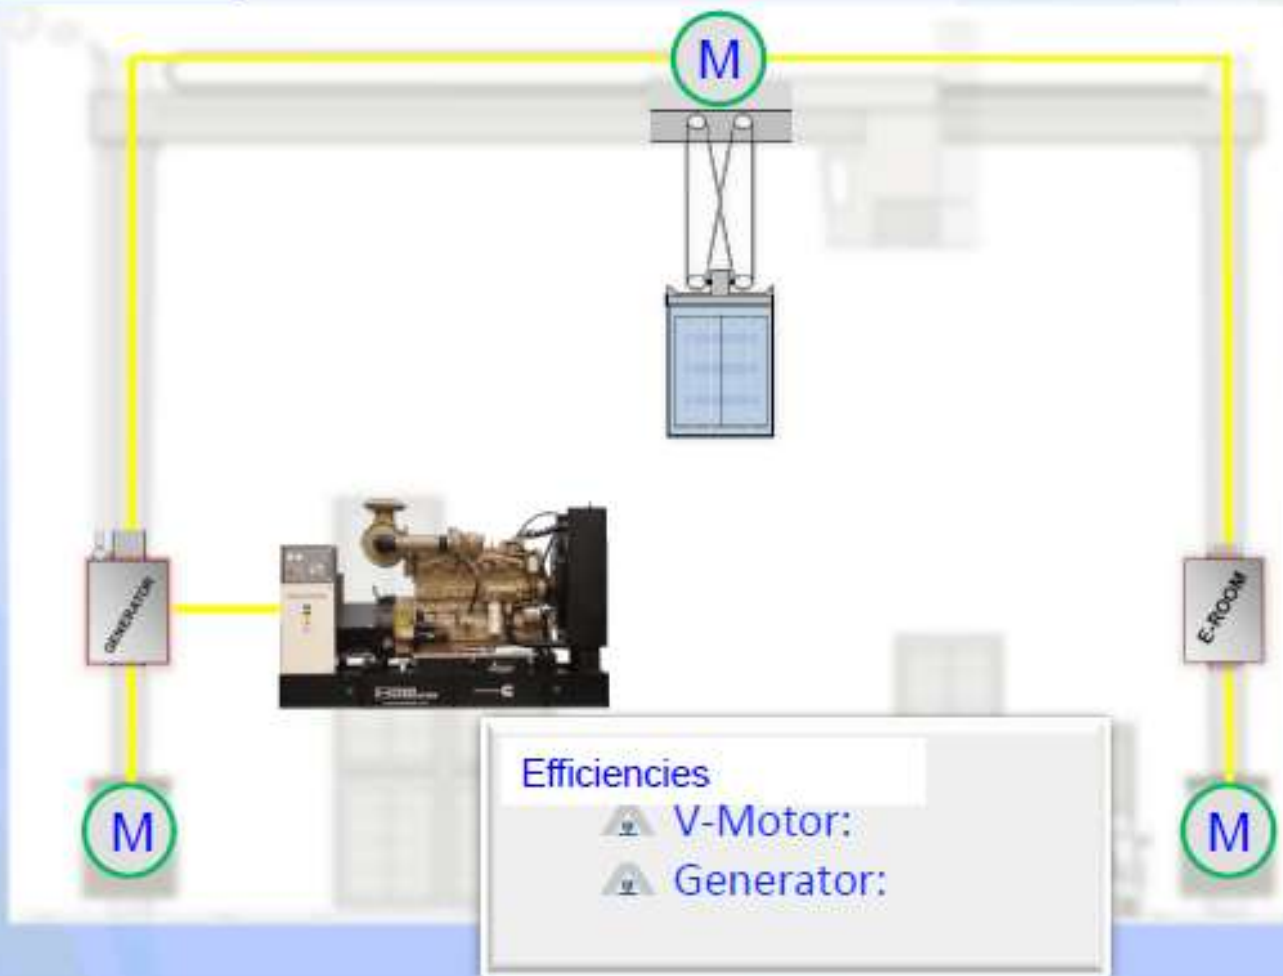 M
GENERATOR
E-ROOM
M
M
Efficiencies
V-Motor:
Generator: